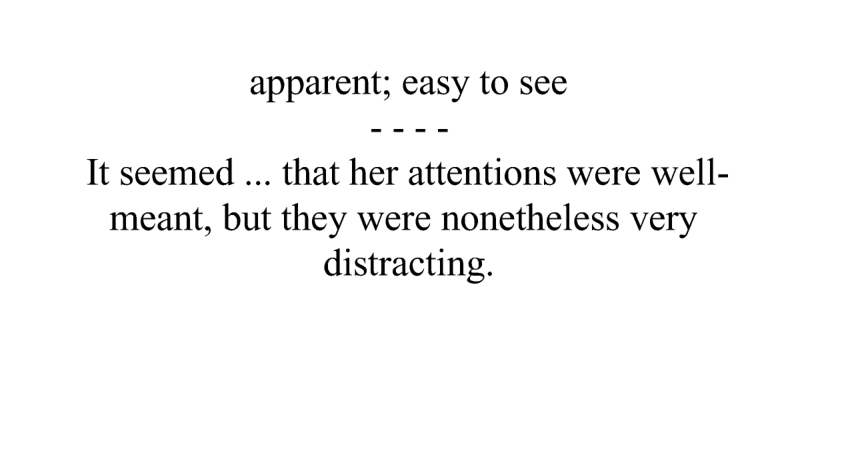 apparent; easy to see
- - - -
It seemed ... that her attentions were well-
meant, but they were nonetheless very
distracting.